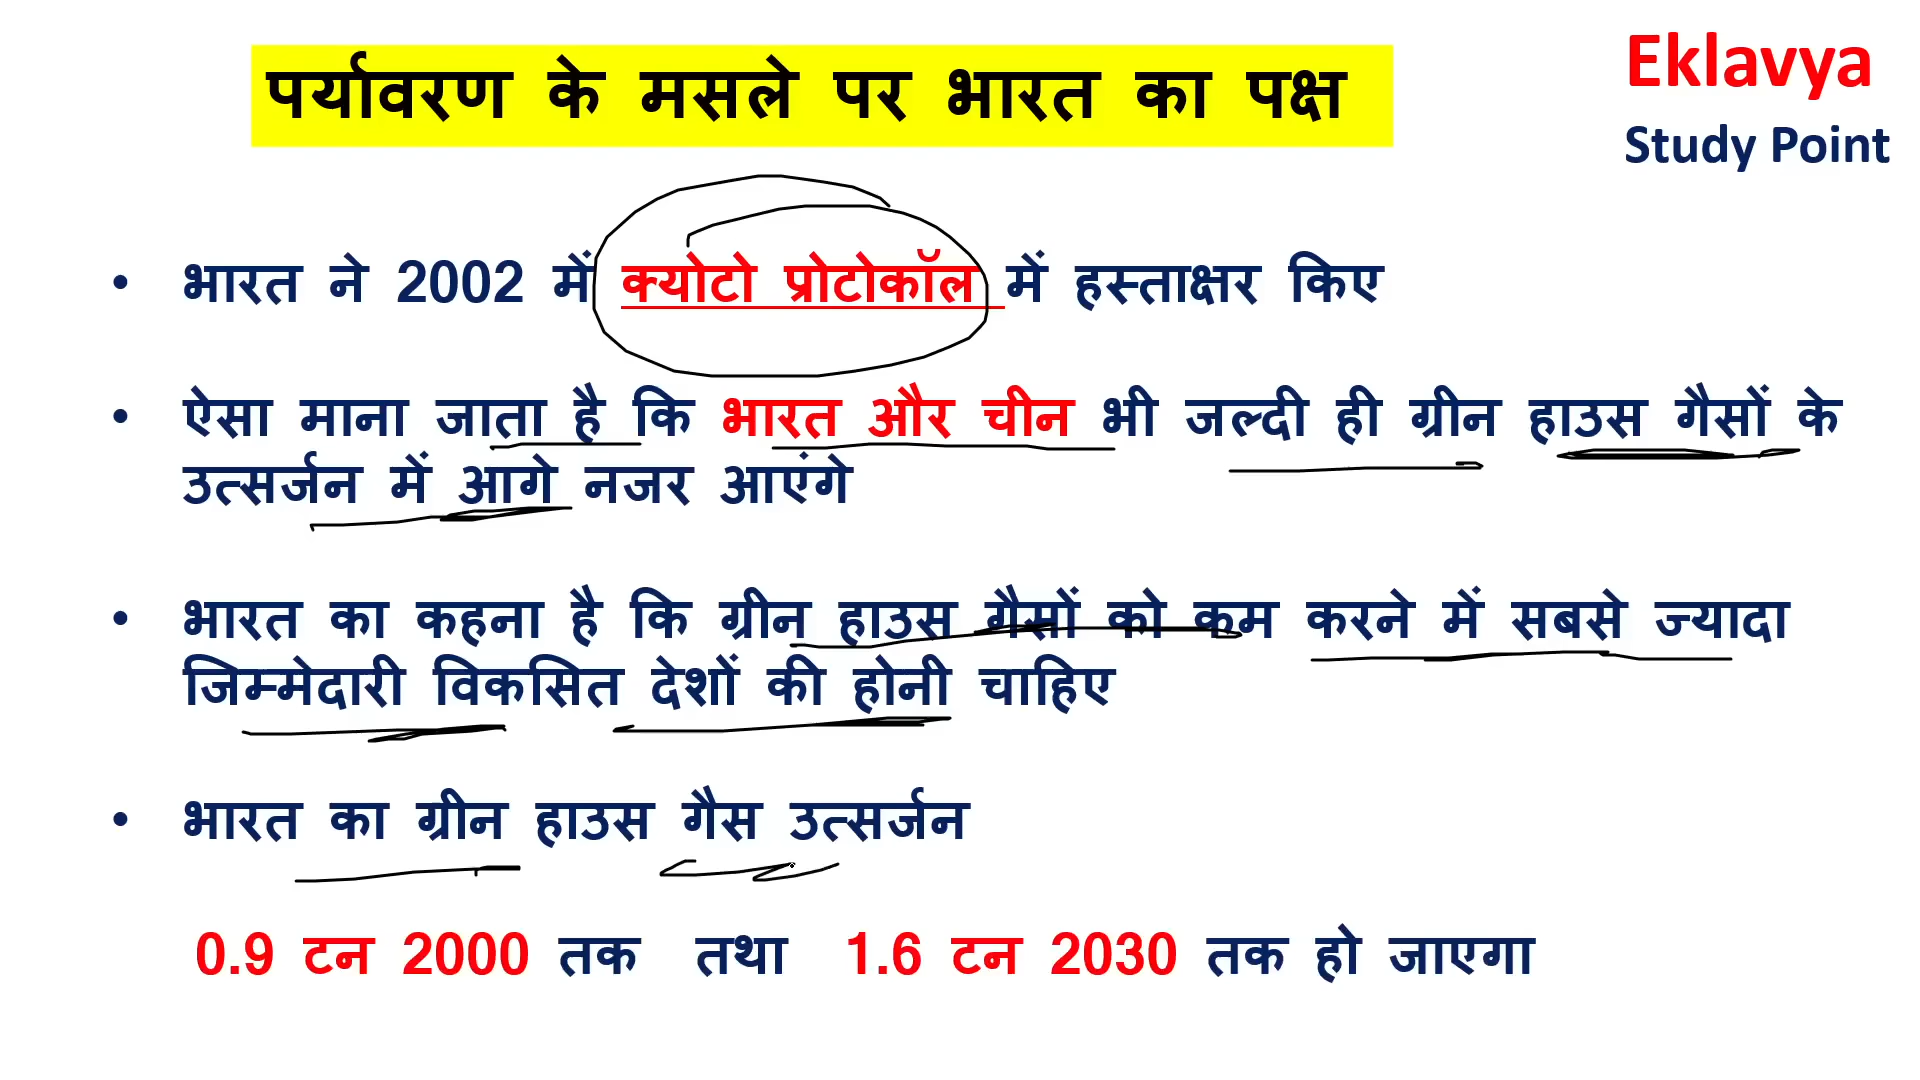 पर्यावरण के मसले पर भारत का पक्ष
Eklavya
Study Point
• भारत ने 2002 में क्योटो प्रोटोकॉल में हस्ताक्षर किए
• ऐसा माना जाता है कि भारत और चीन भी जल्दी ही ग्रीन हाउस गैसों के
उत्सर्जन में आगे नजर आएंगे
• भारत का कहना है कि ग्रीन हाउस गैसों को कम करने में सबसे ज्यादा
जिम्मेदारी विकसित देशों की होनी चाहिए
• भारत का ग्रीन हाउस गैस उत्सर्जन
0.9 टन 2000 तक तथा 1.6 टन 2030 तक हो जाएगा